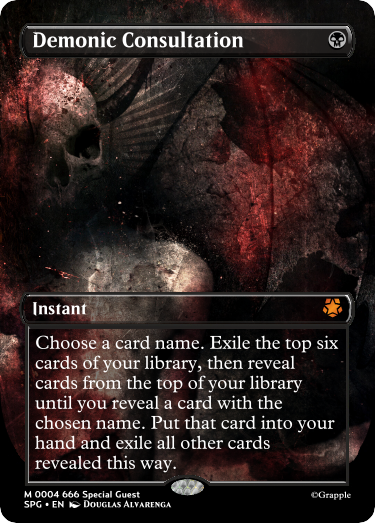 Demonic Consultation
Instant
Choose a card name. Exile the top six
cards of your library, then reveal
cards from the top of your library
until you reveal a card with the
chosen name. Put that card into your
hand and exile all other cards
revealed this way.
M 0004 666 Special Guest
SPG • EN Douglas Alvarenga
©Grapple